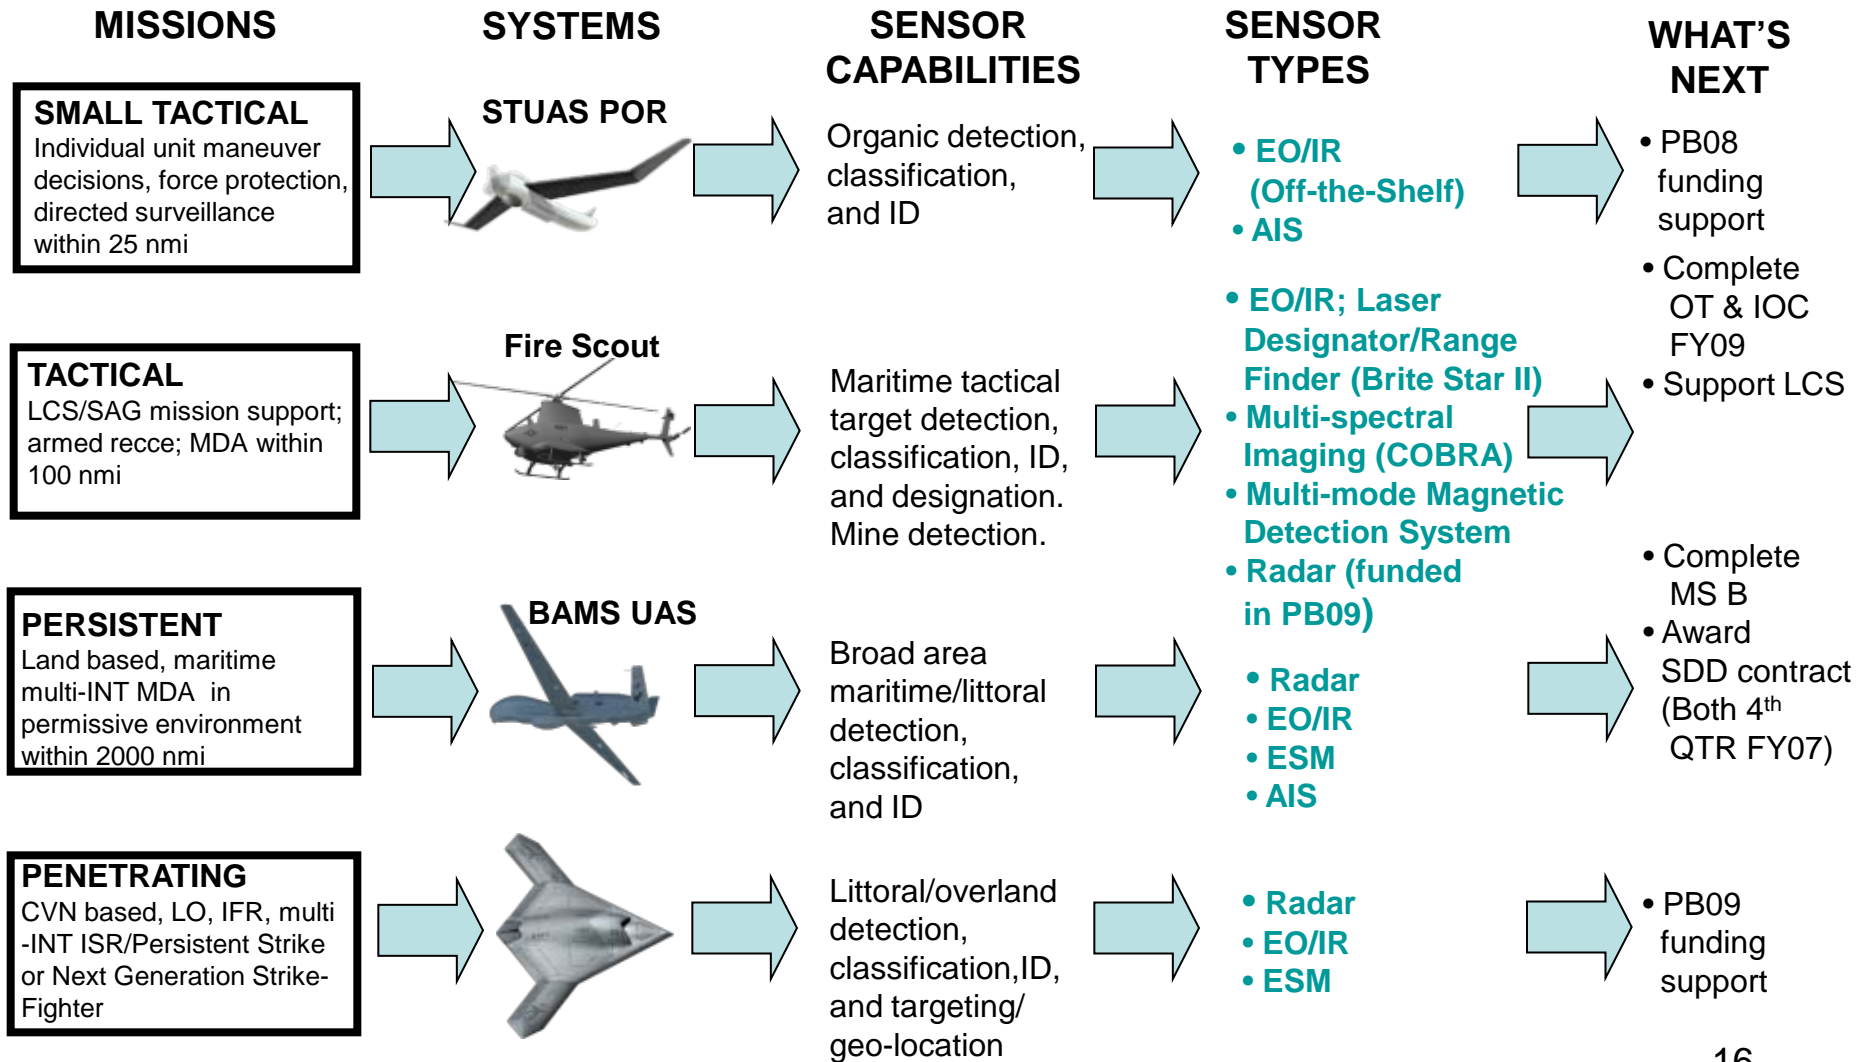 MISSIONS
SYSTEMS
SENSOR
CAPABILITIES
SENSOR
TYPES
WHAT'S
NEXT
SMALL TACTICAL
Individual unit maneuver
decisions, force protection,
directed surveillance
within 25 nmi
STUAS POR
Organic detection,
classification,
and ID
• EO/IR
(Off-the-Shelf)
• AIS
• PB08
funding
support
TACTICAL
LCS/SAG mission support;
armed recce; MDA within
100 nmi
Fire Scout
Maritime tactical
target detection,
classification, ID,
and designation.
Mine detection.
• EO/IR; Laser
Designator/Range
Finder (Brite Star II)
• Multi-spectral
Imaging (COBRA)
• Multi-mode Magnetic
Detection System
• Radar (funded
in PB09)
• Complete
OT & IOC
FY09
• Support LCS
PERSISTENT
Land based, maritime
multi-INT MDA in
permissive environment
within 2000 nmi
BAMS UAS
Broad area
maritime/littoral
detection,
classification,
and ID
• Radar
• EO/IR
• ESM
• AIS
• Complete
MS B
• Award
SDD contract
(Both 4th
QTR FY07)
PENETRATING
CVN based, LO, IFR, multi
-INT ISR/Persistent Strike
or Next Generation Strike-
Fighter
Littoral/overland
detection,
classification,ID,
and targeting/
geo-location
• Radar
• EO/IR
• ESM
• PB09
funding
support
16